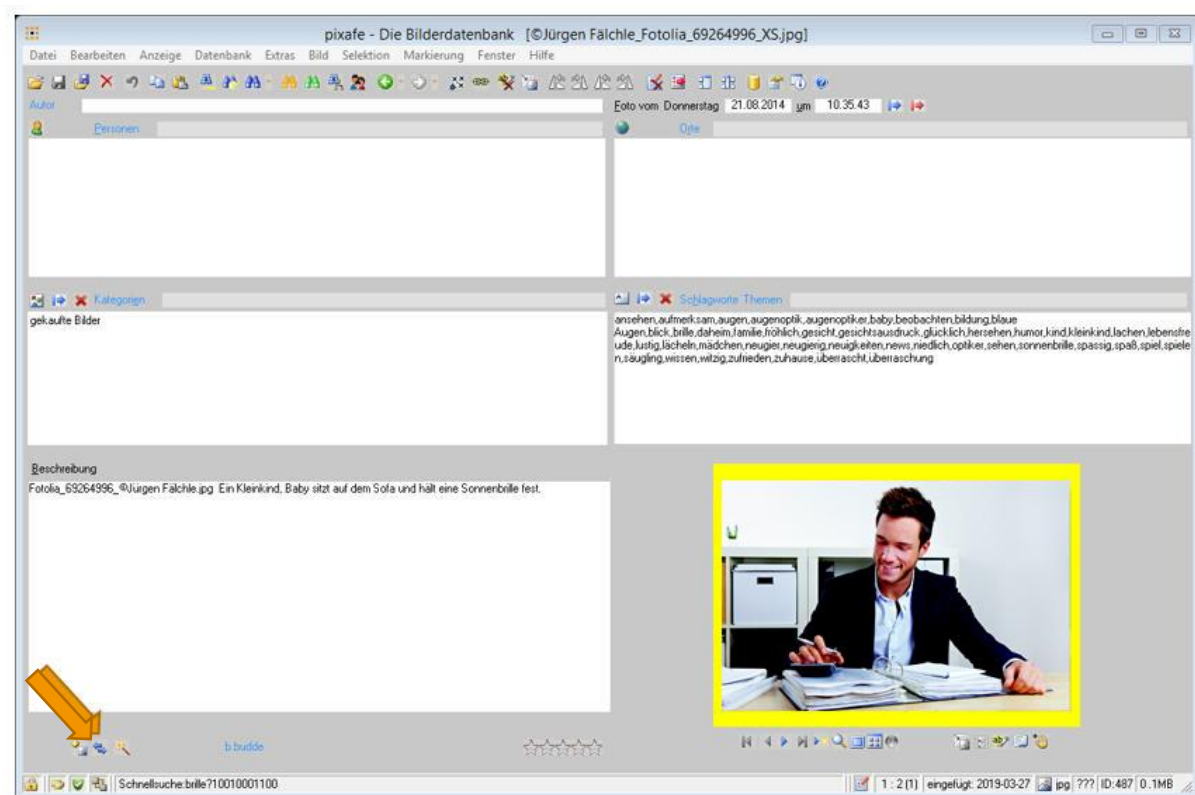 pixafe - Die Bilderdatenbank [©Jürgen Fälchle_Fotolia_69264996_XS.jpg]
Datei Bearbeiten Anzeige Datenbank Extras Bild Selektion Markierung Fenster Hilfe
Autor
Foto vom Donnerstag 21.08.2014 um 10.35.43
Personen
Orte
Kategorien
Schlagworte Themen
gekaufte Bilder
ansehen,aufmerksam,augen,augenoptik,augenoptiker,baby,beobachten,bildung,blaue
Augen,blick,brille,daheim,familie,fröhlich,gesicht,gesichtsausdruck,glücklich,hersehen,humor,kind,kleinkind,lachen,lebensfre
ude,lustig,lächeln,mädchen,neugier,neugierig,neuigkeiten,news,niedlich,optiker,sehen,sonnenbrille,spassig,spaß,spiel,spiele
n,säugling,wissen,witzig,zufrieden,zuhause,überrascht,überraschung
Beschreibung
Fotolia_69264996_©Jürgen Fälchle.jpg Ein Kleinkind, Baby sitzt auf dem Sofa und hält eine Sonnenbrille fest.
b.budde
Schnellsuche:brille?10010001100
1 : 2 (1) eingefügt: 2019-03-27 jpg ??? ID:487 0.1MB